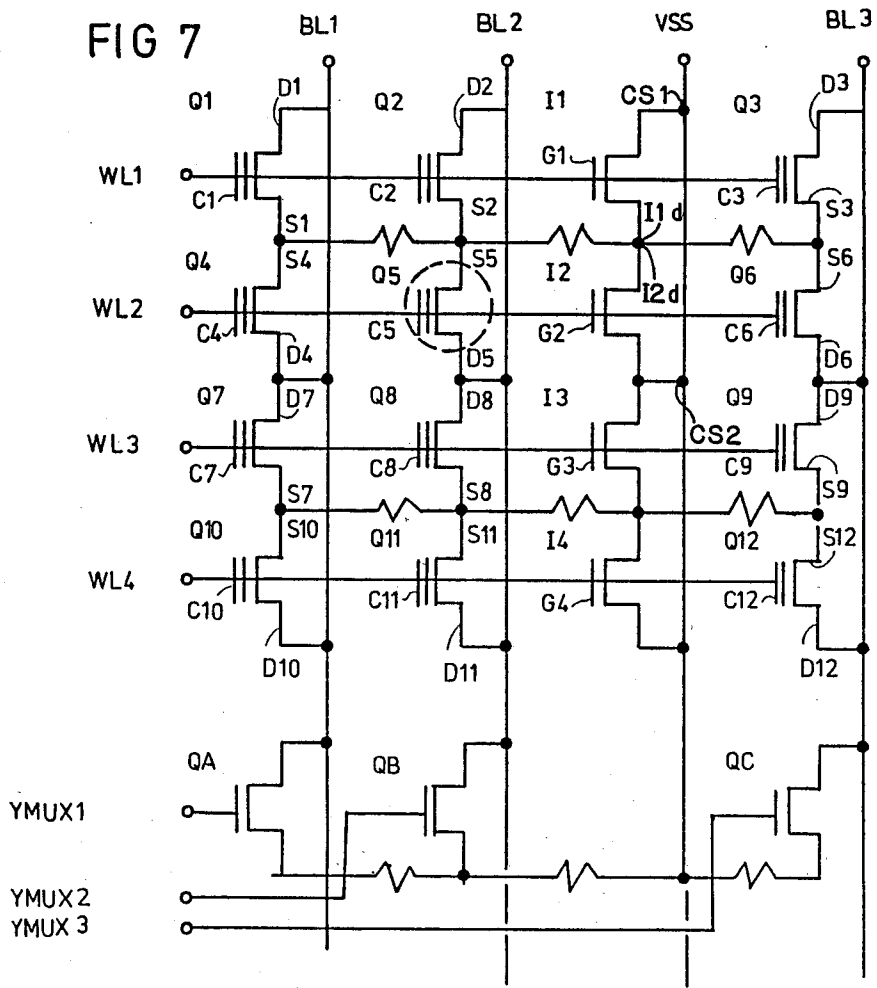 FIG 7
BL1 BL2 VSS BL3
D1 D2 CS1 D3
Q1 Q2 I1 Q3
G1
WL1
C1 C2 C3
S1 S2 I1d S3
S4 S5 S6
Q4 Q5 I2 I2d Q6
WL2
C4 C5 G2 C6
D4 D5 D6
Q7 D7 Q8 D8 I3 Q9 D9
CS2
WL3
C7 C8 G3 C9
S7 S8 S9
Q10 S10 Q11 S11 I4 Q12 S12
WL4
C10 C11 G4 C12
D10 D11 D12
QA QB QC
YMUX1
YMUX2
YMUX3